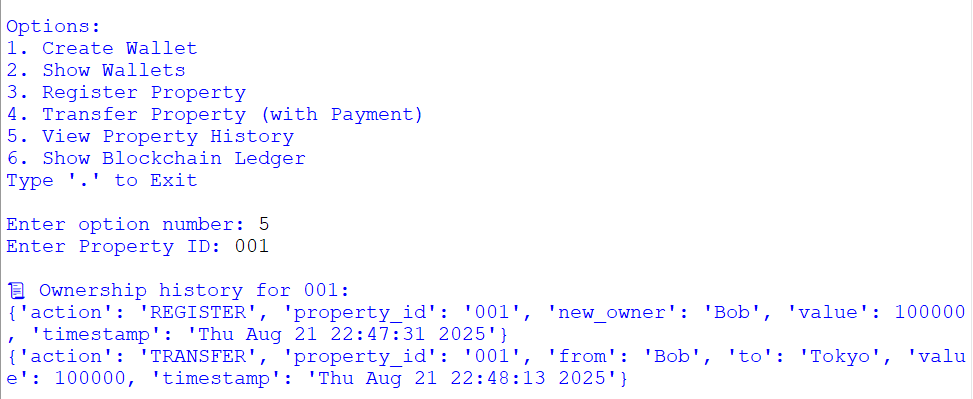 Options:
1. Create Wallet
2. Show Wallets
3. Register Property
4. Transfer Property (with Payment)
5. View Property History
6. Show Blockchain Ledger
Type '.' to Exit
Enter option number: 5
Enter Property ID: 001
📜 Ownership history for 001:
{'action': 'REGISTER', 'property_id': '001', 'new_owner': 'Bob', 'value': 100000
, 'timestamp': 'Thu Aug 21 22:47:31 2025'}
{'action': 'TRANSFER', 'property_id': '001', 'from': 'Bob', 'to': 'Tokyo', 'valu
e': 100000, 'timestamp': 'Thu Aug 21 22:48:13 2025'}